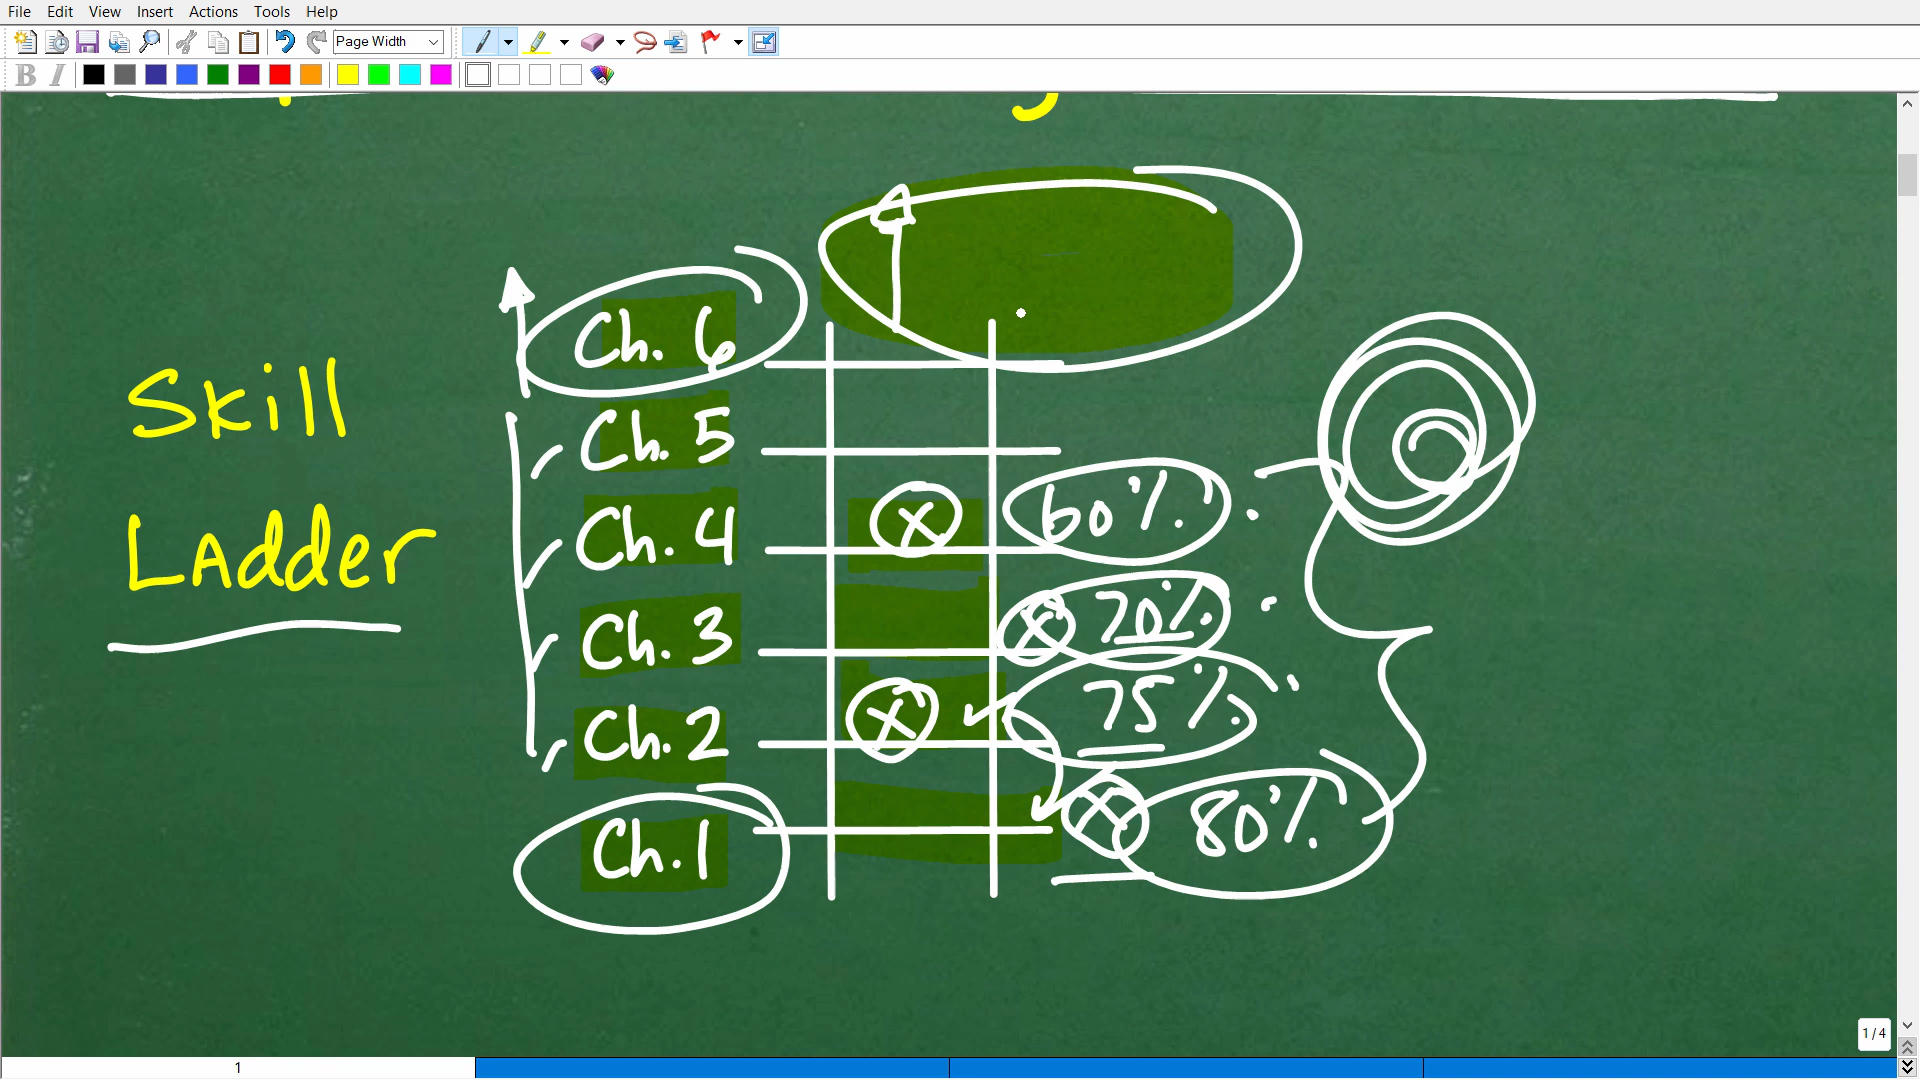 File Edit View Insert Actions Tools Help
Page Width
B I
Ch. 6
Skill
Ch. 5
Ch. 4 X 60%.
Ladder
Ch. 3 X 70%.
Ch. 2 X 75%.
Ch. 1 X 80%.
1 / 4
1